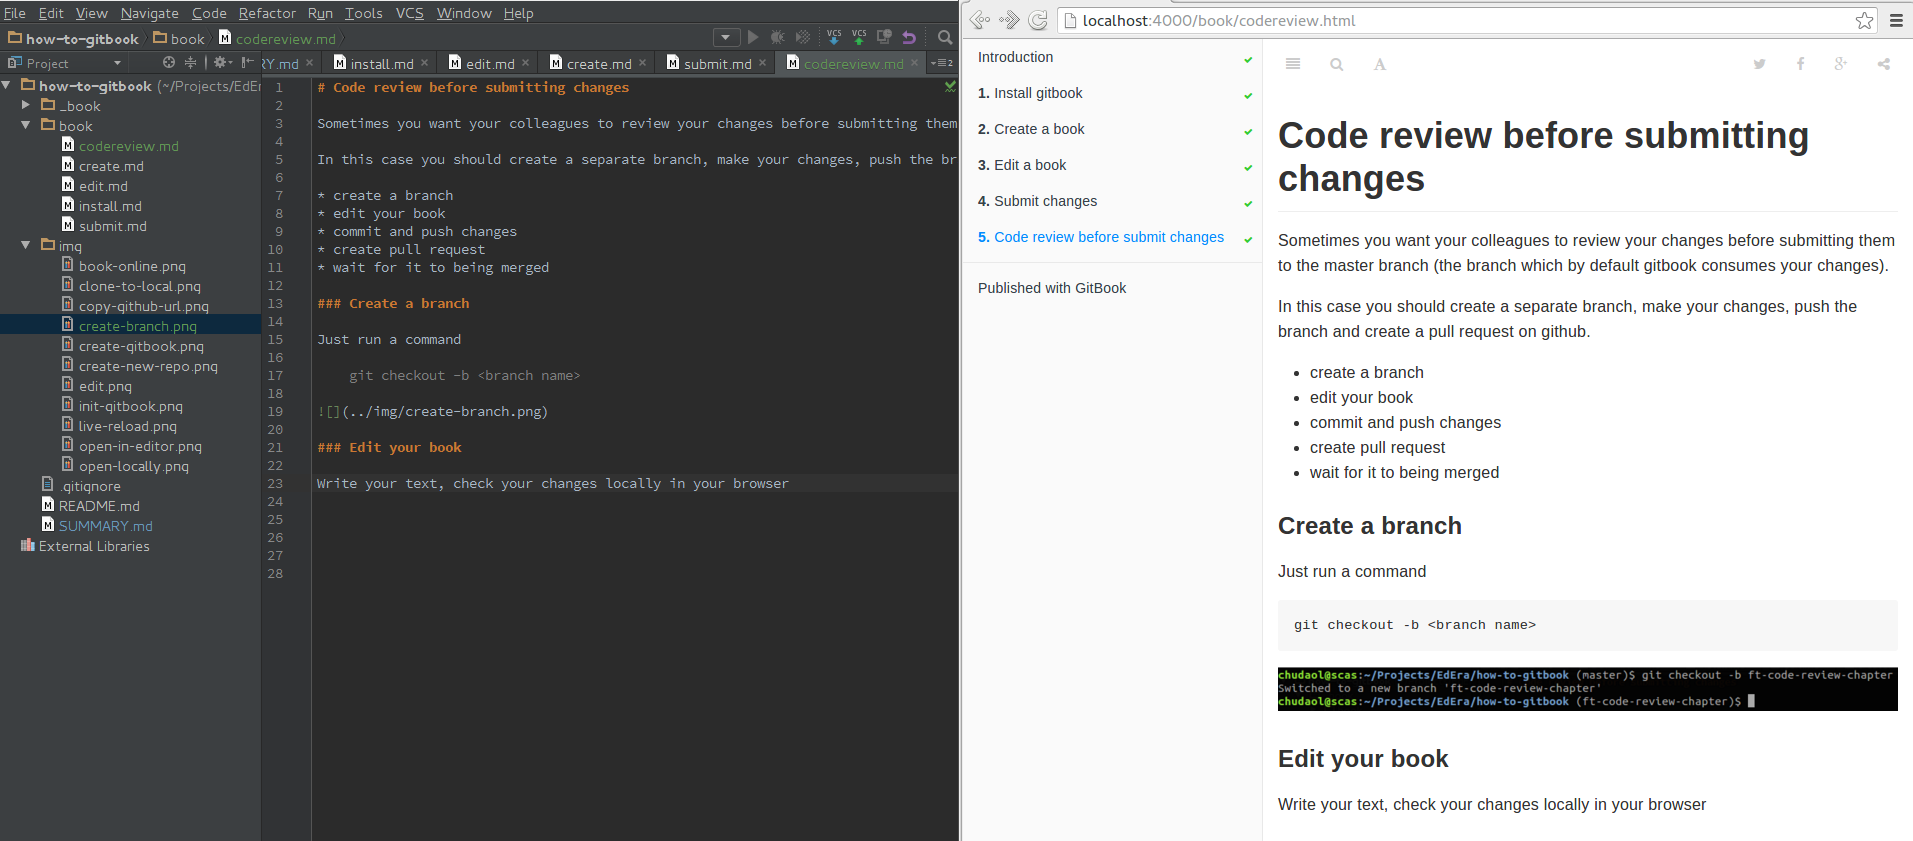 File Edit View Navigate Code Refactor Run Tools VCS Window Help
how-to-gitbook book codereview.md
Project
RY.md install.md edit.md create.md submit.md codereview.md 2
how-to-gitbook (~/Projects/EdEr
_book
book
codereview.md
create.md
edit.md
install.md
submit.md
img
book-online.png
clone-to-local.png
copy-github-url.png
create-branch.png
create-gitbook.png
create-new-repo.png
edit.png
init-gitbook.png
live-reload.png
open-in-editor.png
open-locally.png
.gitignore
README.md
SUMMARY.md
External Libraries
VCS VCS
1 # Code review before submitting changes
2
3 Sometimes you want your colleagues to review your changes before submitting them
4
5 In this case you should create a separate branch, make your changes, push the br
6
7 * create a branch
8 * edit your book
9 * commit and push changes
10 * create pull request
11 * wait for it to being merged
12
13 ### Create a branch
14
15 Just run a command
16
17 git checkout -b <branch name>
18
19 ![](../img/create-branch.png)
20
21 ### Edit your book
22
23 Write your text, check your changes locally in your browser
24
25
26
27
28
localhost:4000/book/codereview.html
Introduction
1. Install gitbook
2. Create a book
3. Edit a book
4. Submit changes
5. Code review before submit changes
Published with GitBook
A
Code review before submitting
changes
Sometimes you want your colleagues to review your changes before submitting them
to the master branch (the branch which by default gitbook consumes your changes).
In this case you should create a separate branch, make your changes, push the
branch and create a pull request on github.
• create a branch
• edit your book
• commit and push changes
• create pull request
• wait for it to being merged
Create a branch
Just run a command
git checkout -b <branch name>
chudaol@scas:~/Projects/EdEra/how-to-gitbook (master)$ git checkout -b ft-code-review-chapter
Switched to a new branch 'ft-code-review-chapter'
chudaol@scas:~/Projects/EdEra/how-to-gitbook (ft-code-review-chapter)$
Edit your book
Write your text, check your changes locally in your browser